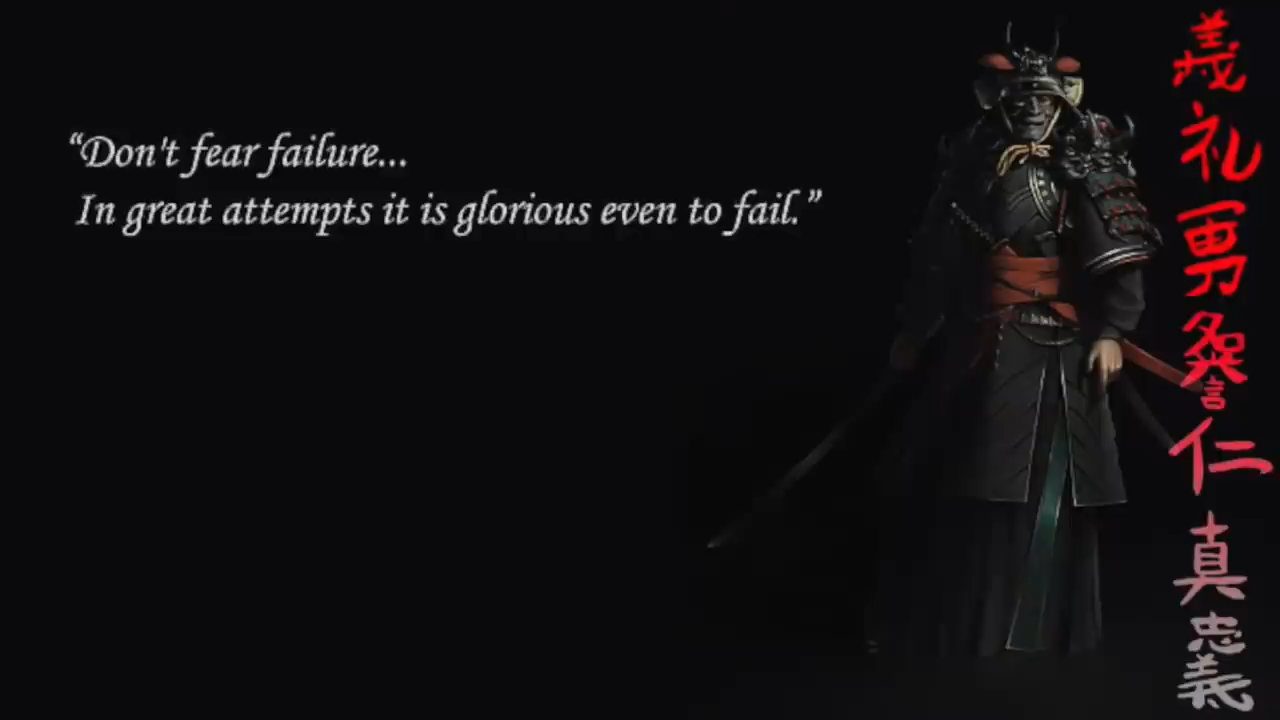 “Don't fear failure...
In great attempts it is glorious even to fail.”
義
礼
勇
誉
仁
真
忠
義